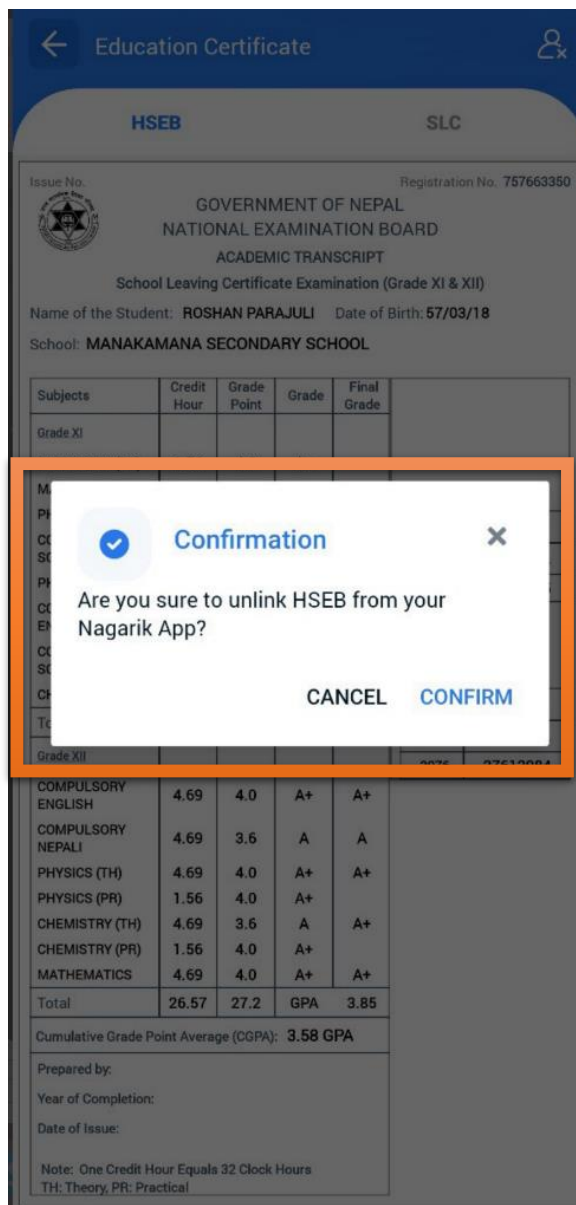 Education Certificate
HSEB SLC
Issue No. Registration No. 757663350
GOVERNMENT OF NEPAL
NATIONAL EXAMINATION BOARD
ACADEMIC TRANSCRIPT
School Leaving Certificate Examination (Grade XI & XII)
Name of the Student: ROSHAN PARAJULI Date of Birth: 57/03/18
School: MANAKAMANA SECONDARY SCHOOL
Subjects Credit Hour Grade Point Grade Final Grade
Grade XI
Confirmation
Are you sure to unlink HSEB from your
Nagarik App?
CANCEL CONFIRM
Grade XII
COMPULSORY ENGLISH 4.69 4.0 A+ A+
COMPULSORY NEPALI 4.69 3.6 A A
PHYSICS (TH) 4.69 4.0 A+ A+
PHYSICS (PR) 1.56 4.0 A+
CHEMISTRY (TH) 4.69 3.6 A A+
CHEMISTRY (PR) 1.56 4.0 A+
MATHEMATICS 4.69 4.0 A+ A+
Total 26.57 27.2 GPA 3.85
Cumulative Grade Point Average (CGPA): 3.58 GPA
Prepared by:
Year of Completion:
Date of Issue:
Note: One Credit Hour Equals 32 Clock Hours
TH: Theory, PR: Practical